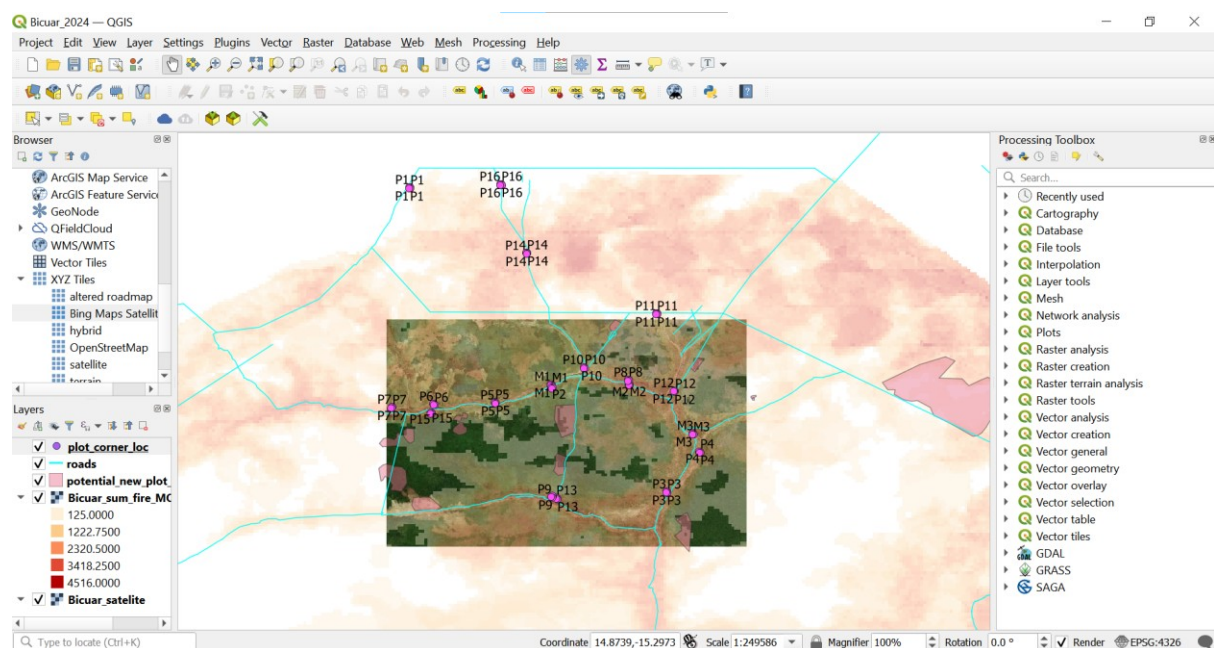 Bicuar_2024 — QGIS
Project Edit View Layer Settings Plugins Vector Raster Database Web Mesh Processing Help
Browser
ArcGIS Map Service
ArcGIS Feature Servic
GeoNode
QFieldCloud
WMS/WMTS
Vector Tiles
XYZ Tiles
altered roadmap
Bing Maps Satellit
hybrid
OpenStreetMap
satellite
terrain
Layers
plot_corner_loc
roads
potential_new_plot_
Bicuar_sum_fire_MC
125.0000
1222.7500
2320.5000
3418.2500
4516.0000
Bicuar_satelite
P1P1
P1P1
P16P16
P16P16
P14P14
P14P14
P11P11
P11P11
P10P10
P10
M1M1
M1P2
P8P8
M2M2
P12P12
P12P12
P7P7
P7P7
P6P6
P15P15
P5P5
P5P5
M3M3
M3
P4
P4P4
P9
P9
P13
P13
P3P3
P3P3
Processing Toolbox
Search...
Recently used
Cartography
Database
File tools
Interpolation
Layer tools
Mesh
Network analysis
Plots
Raster analysis
Raster creation
Raster terrain analysis
Raster tools
Vector analysis
Vector creation
Vector general
Vector geometry
Vector overlay
Vector selection
Vector table
Vector tiles
GDAL
GRASS
SAGA
Type to locate (Ctrl+K)
Coordinate 14.8739,-15.2973 Scale 1:249586 Magnifier 100% Rotation 0.0 ° Render EPSG:4326